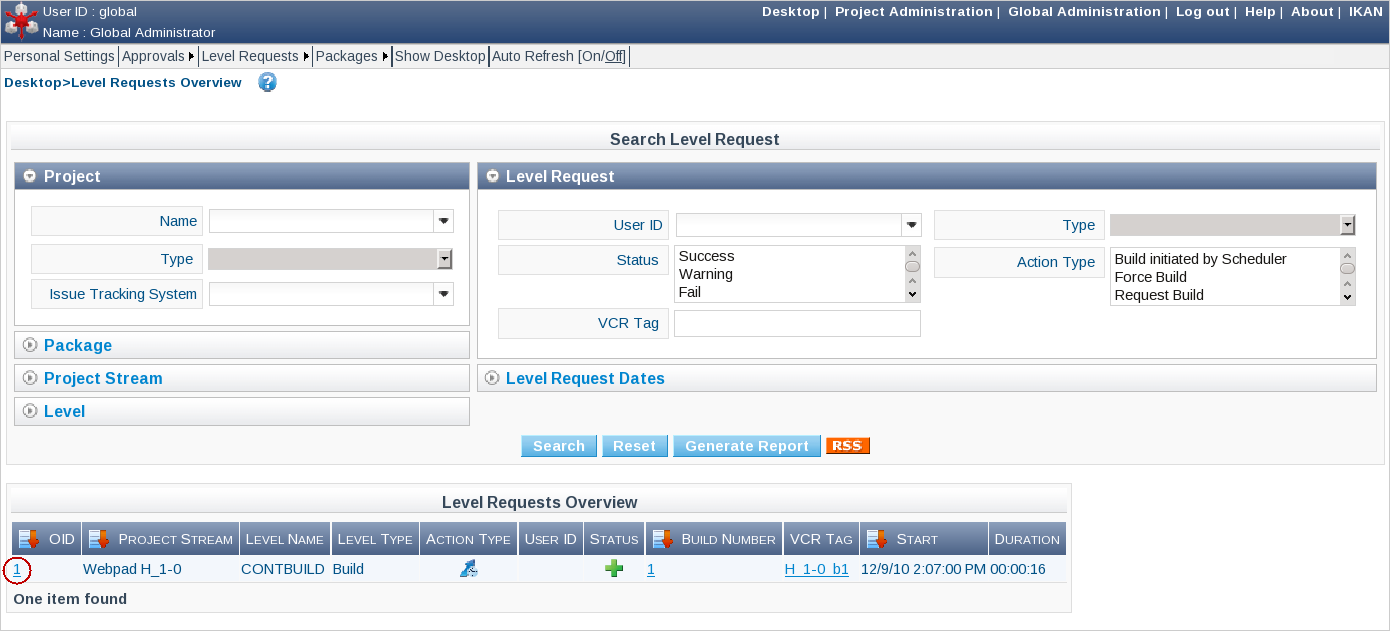 User ID : global
Name : Global Administrator
Desktop | Project Administration | Global Administration | Log out | Help | About | IKAN
Personal Settings Approvals Level Requests Packages Show Desktop Auto Refresh [On/Off]
Desktop>Level Requests Overview ?
Search Level Request
Project
Name
Type
Issue Tracking System
Package
Project Stream
Level
Level Request
User ID
Status
Success
Warning
Fail
VCR Tag
Type
Action Type
Build initiated by Scheduler
Force Build
Request Build
Level Request Dates
Search Reset Generate Report RSS
Level Requests Overview
OID Project Stream Level Name Level Type Action Type User ID Status Build Number VCR Tag Start Duration
1 Webpad H_1-0 CONTBUILD Build 1 H_1-0_b1 12/9/10 2:07:00 PM 00:00:16
One item found